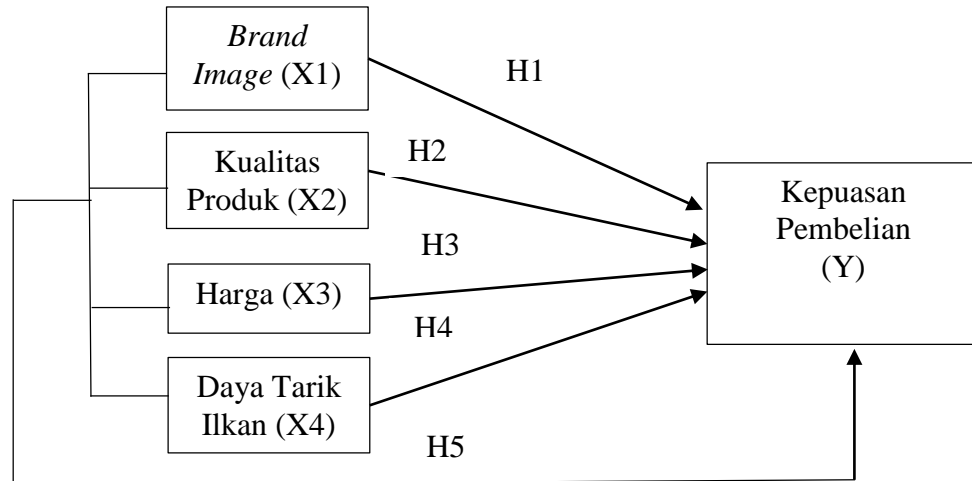 Brand
Image (X1)
H1
Kualitas
Produk (X2)
H2
Harga (X3)
H3
Daya Tarik
Ilkan (X4)
H4
H5
Kepuasan
Pembelian
(Y)